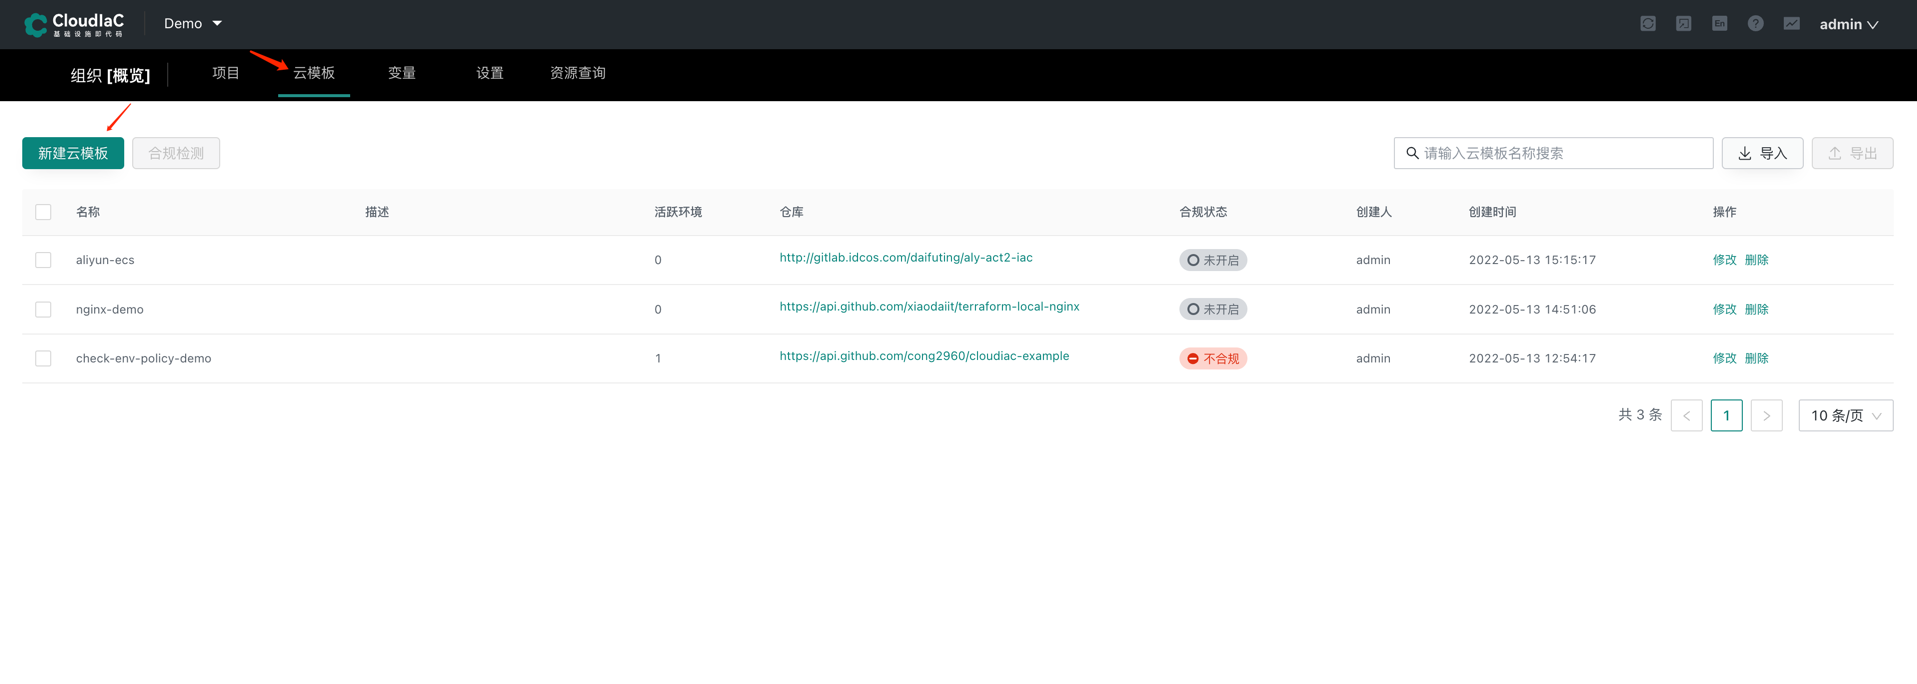 CloudIaC
基础设施即代码
Demo
En
admin
组织 [概览]
项目
云模板
变量
设置
资源查询
新建云模板
合规检测
请输入云模板名称搜索
导入
导出
名称 描述 活跃环境 仓库 合规状态 创建人 创建时间 操作
aliyun-ecs 0 http://gitlab.idcos.com/daifuting/aly-act2-iac 未开启 admin 2022-05-13 15:15:17 修改 删除
nginx-demo 0 https://api.github.com/xiaodaiit/terraform-local-nginx 未开启 admin 2022-05-13 14:51:06 修改 删除
check-env-policy-demo 1 https://api.github.com/cong2960/cloudiac-example 不合规 admin 2022-05-13 12:54:17 修改 删除
共 3 条 < 1 > 10 条/页